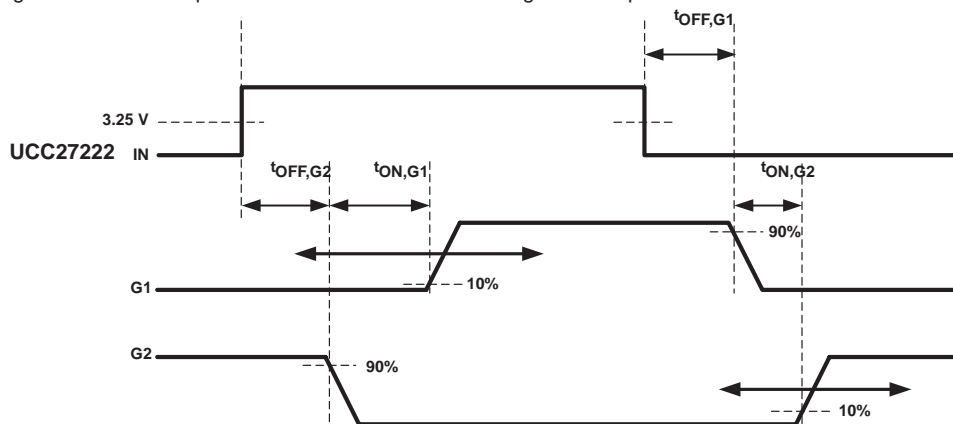 tOFF,G1
3.25 V
UCC27222 IN
tOFF,G2 tON,G1 tON,G2
90%
10%
G1
G2
90%
10%